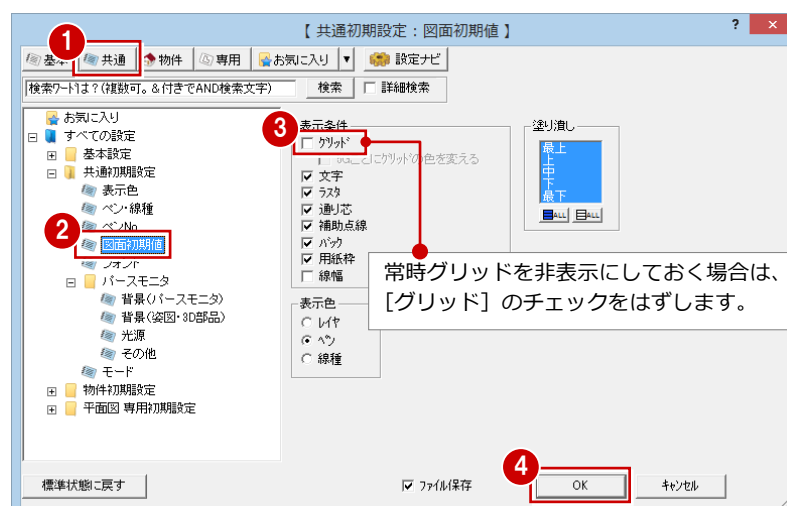 【 共通初期設定：図面初期値 】
? ×
1
基本 共通 物件 専用 お気に入り ▼ 設定ナビ
検索ワードは？(複数可。&付きでAND検索文字) 検索 詳細検索
お気に入り
すべての設定
基本設定
共通初期設定
表示色
ペン・線種
ペンNo
2
図面初期値
フォント
パースモニタ
背景(パースモニタ)
背景(姿図・3D部品)
光源
その他
モード
物件初期設定
平面図 専用初期設定
3
表示条件
グリッド
とにグリッドの色を変える
文字
ラスタ
通り芯
補助点線
パック
用紙枠
線幅
表示色
レイヤ
ペン
線種
塗り潰し
最上
上
中
下
最下
ALL ALL
常時グリッドを非表示にしておく場合は、
［グリッド］のチェックをはずします。
4
標準状態に戻す ファイル保存 OK キャンセル